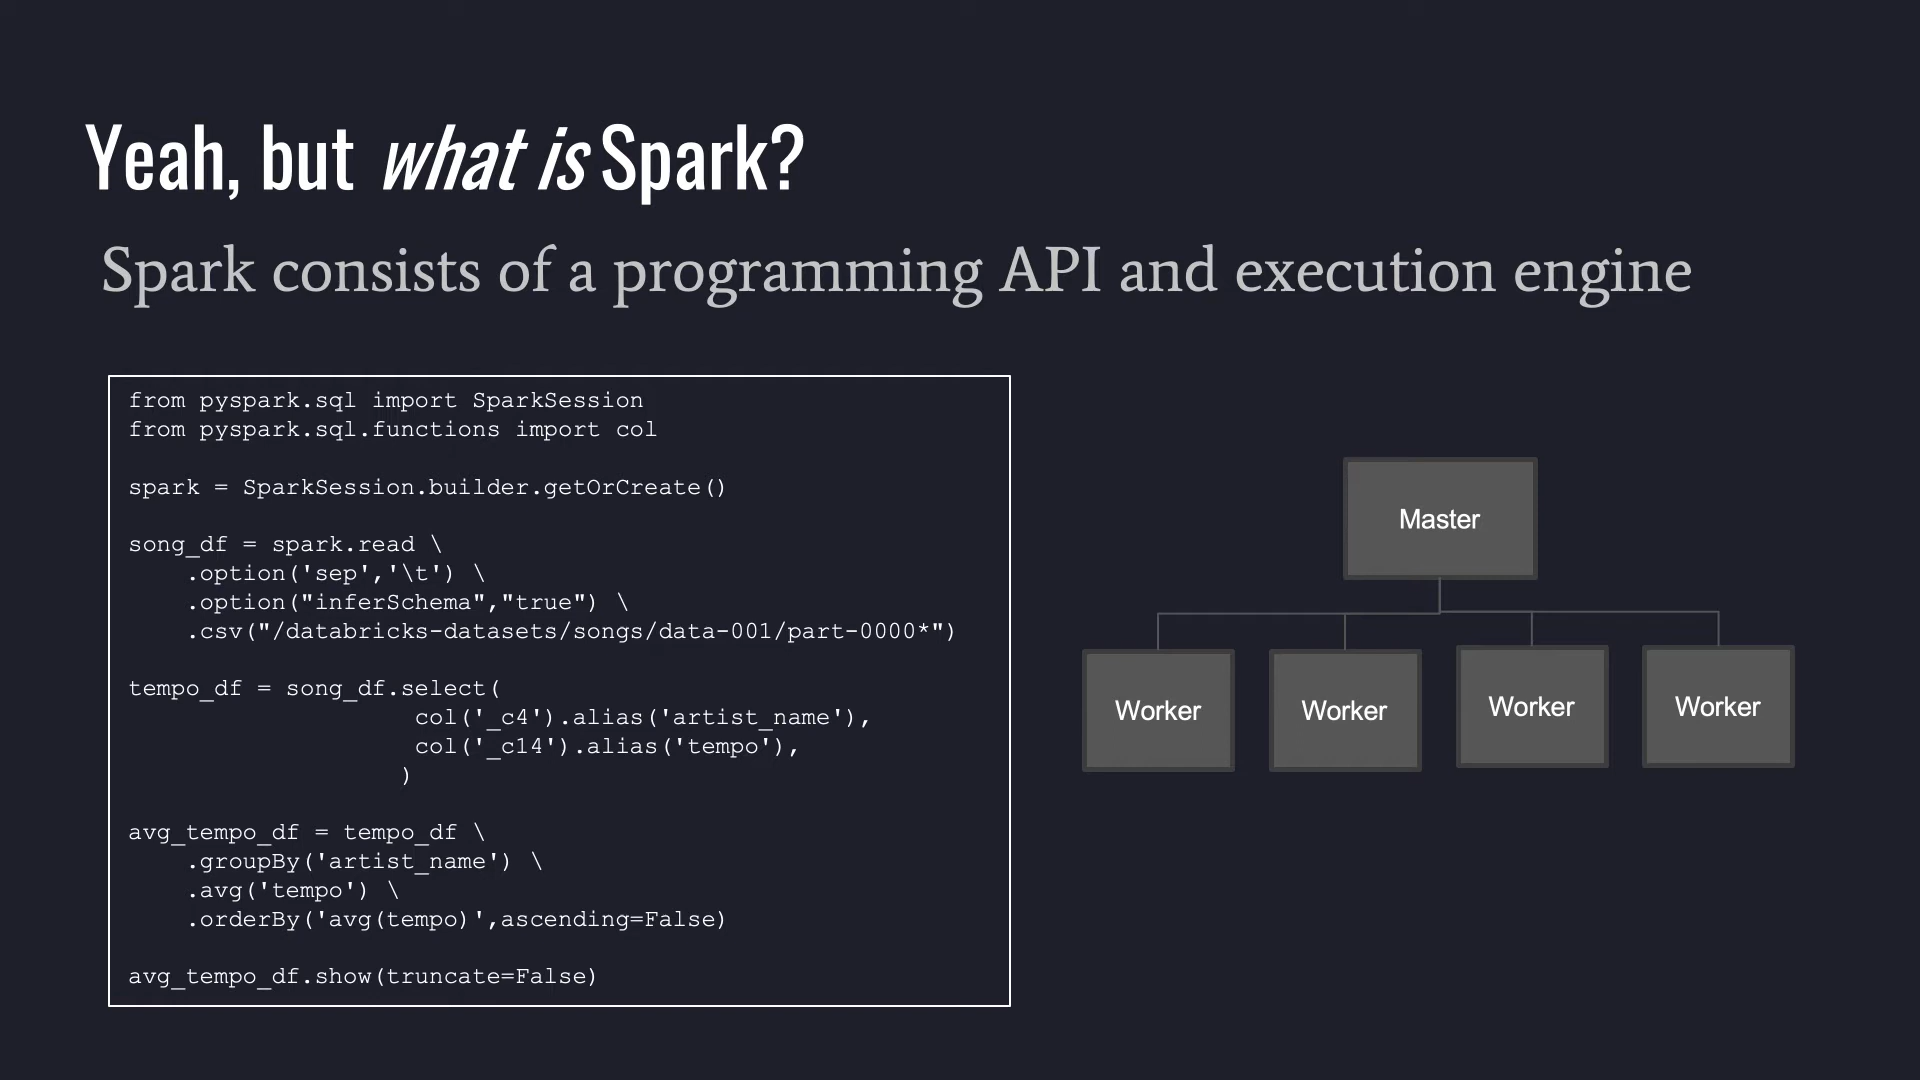 Yeah, but what is Spark?
Spark consists of a programming API and execution engine
from pyspark.sql import SparkSession
from pyspark.sql.functions import col

spark = SparkSession.builder.getOrCreate()

song_df = spark.read \
    .option('sep','\t') \
    .option("inferSchema","true") \
    .csv("/databricks-datasets/songs/data-001/part-0000*")

tempo_df = song_df.select(
                    col('_c4').alias('artist_name'),
                    col('_c14').alias('tempo'),
                   )

avg_tempo_df = tempo_df \
    .groupBy('artist_name') \
    .avg('tempo') \
    .orderBy('avg(tempo)',ascending=False)

avg_tempo_df.show(truncate=False)
Master
Worker
Worker
Worker
Worker